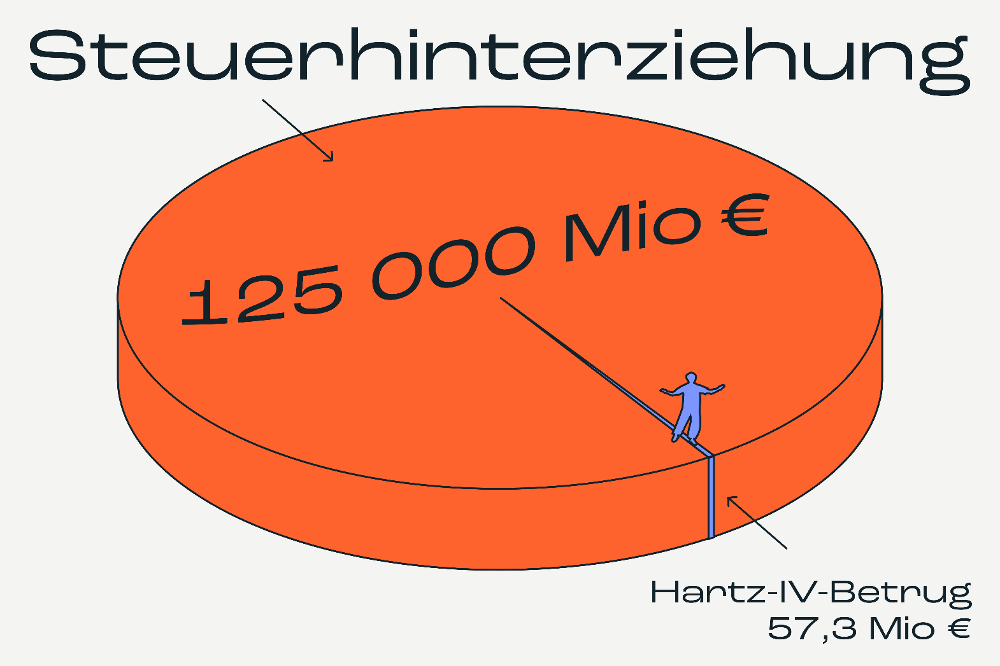 Steuerhinterziehung
125 000 Mio €
Hartz-IV-Betrug
57,3 Mio €